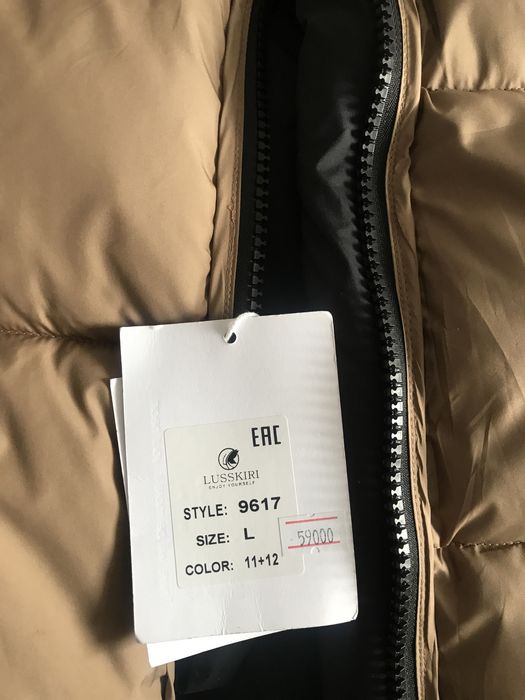 EAC
LUSSKIRI
ENJOY YOURSELF
STYLE: 9617
SIZE: L
59000
COLOR: 11+12